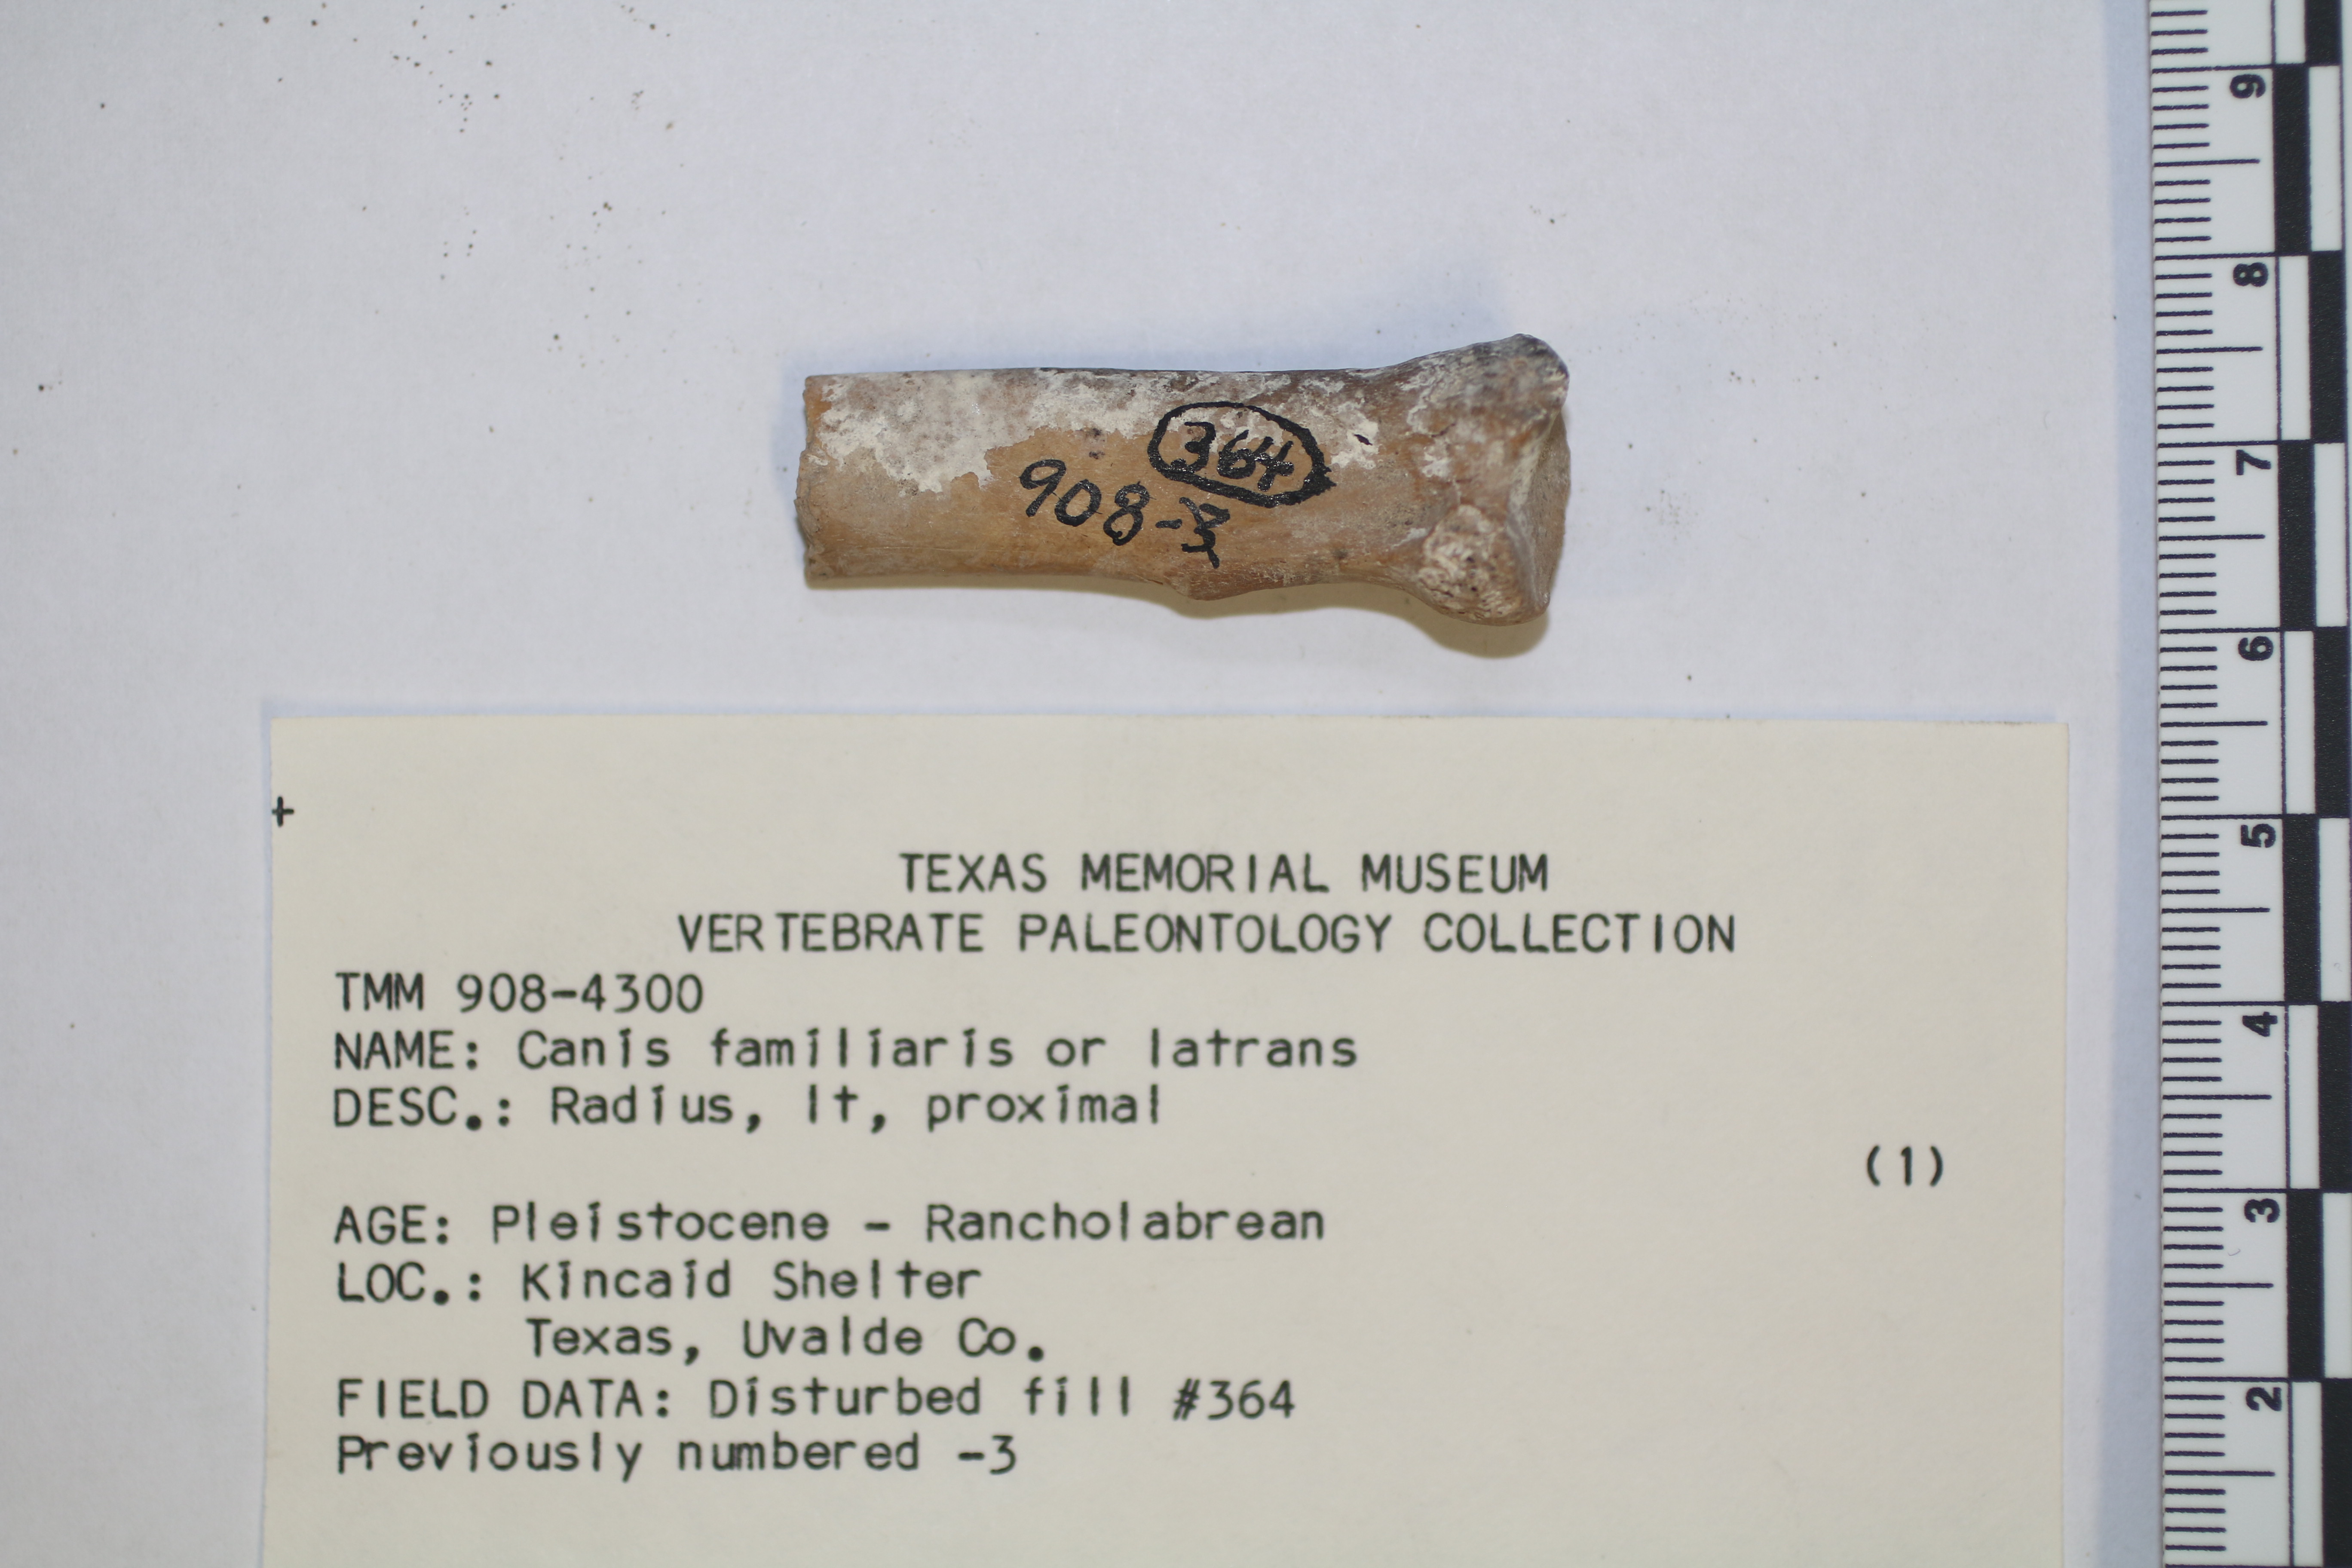 364
908-3
9
8
7
6
5
4
3
2
+
TEXAS MEMORIAL MUSEUM
VERTEBRATE PALEONTOLOGY COLLECTION
TMM 908-4300
NAME: Canis familiaris or latrans
DESC.: Radius, lt, proximal
(1)
AGE: Pleistocene - Rancholabrean
LOC.: Kincaid Shelter
Texas, Uvalde Co.
FIELD DATA: Disturbed fill #364
Previously numbered -3